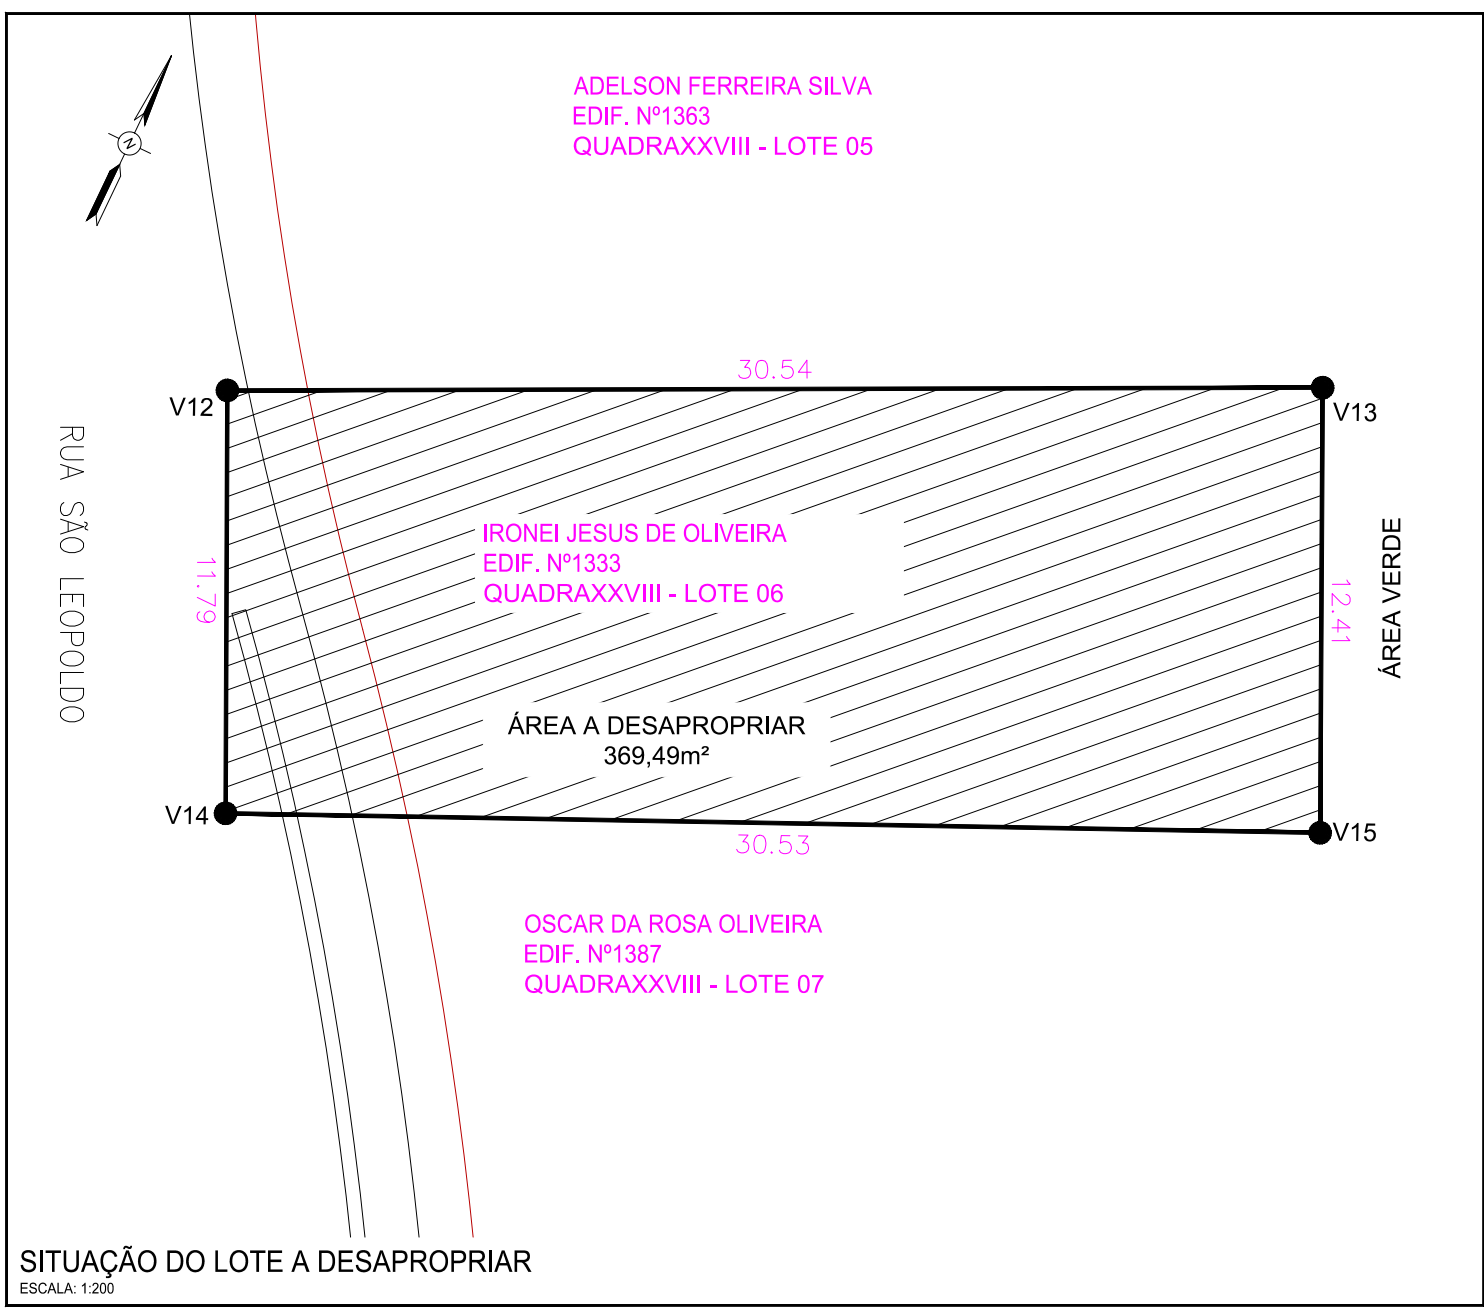 N
ADELSON FERREIRA SILVA
EDIF. Nº1363
QUADRAXXVIII - LOTE 05
30.54
V12
V13
RUA SÃO LEOPOLDO
11.79
IRONEI JESUS DE OLIVEIRA
EDIF. Nº1333
QUADRAXXVIII - LOTE 06
12.41
ÁREA VERDE
ÁREA A DESAPROPRIAR
369,49m²
V14
V15
30.53
OSCAR DA ROSA OLIVEIRA
EDIF. Nº1387
QUADRAXXVIII - LOTE 07
SITUAÇÃO DO LOTE A DESAPROPRIAR
ESCALA: 1:200